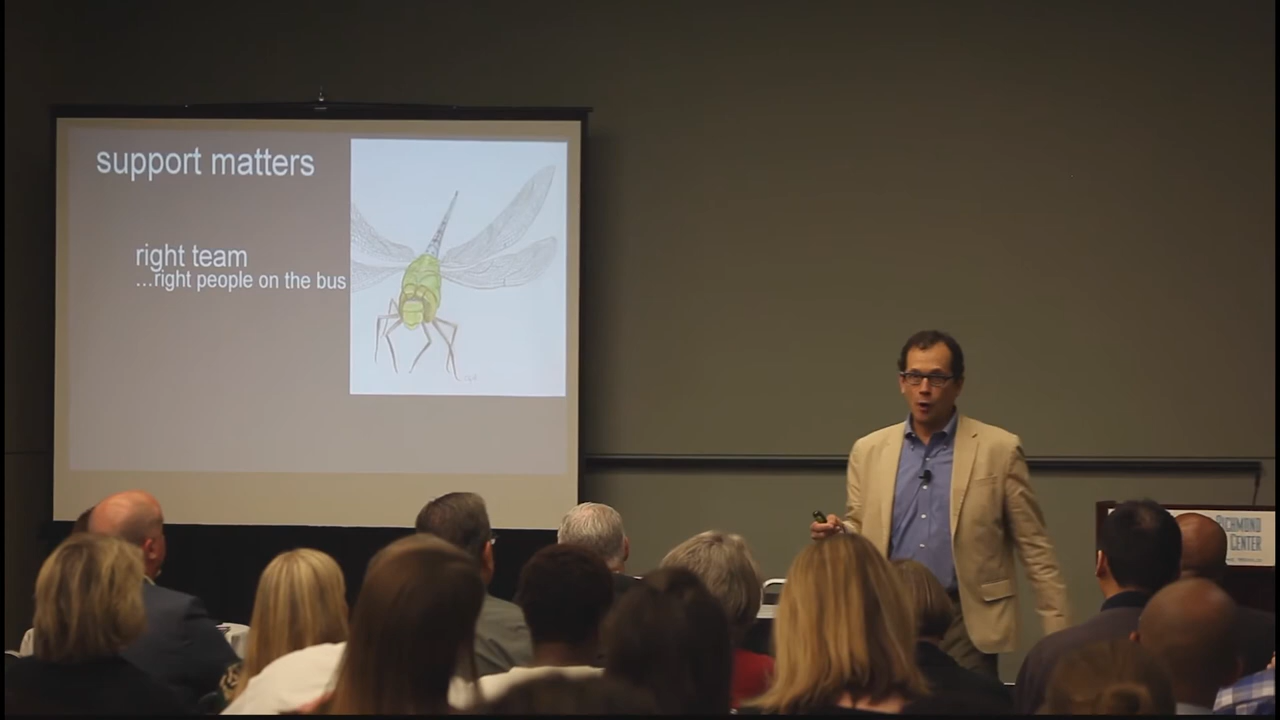 support matters
right team
...right people on the bus
RICHMOND
CENTER